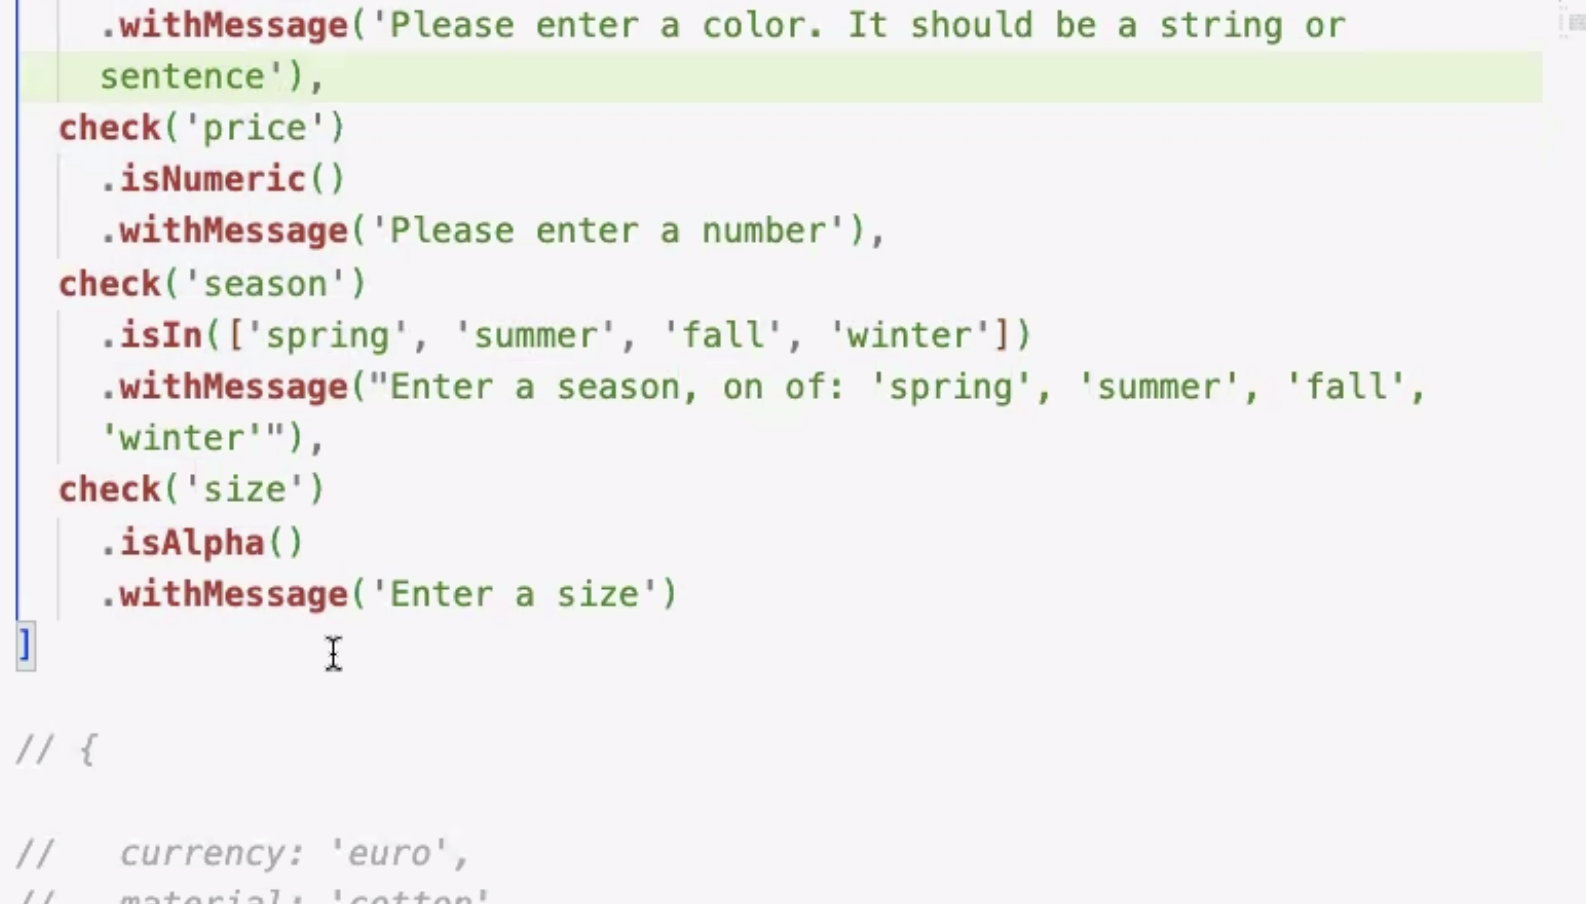 .withMessage('Please enter a color. It should be a string or
sentence'),
check('price')
.isNumeric()
.withMessage('Please enter a number'),
check('season')
.isIn(['spring', 'summer', 'fall', 'winter'])
.withMessage("Enter a season, on of: 'spring', 'summer', 'fall',
'winter'"),
check('size')
.isAlpha()
.withMessage('Enter a size')
]
// {
// currency: 'euro',
// material: 'cotton'